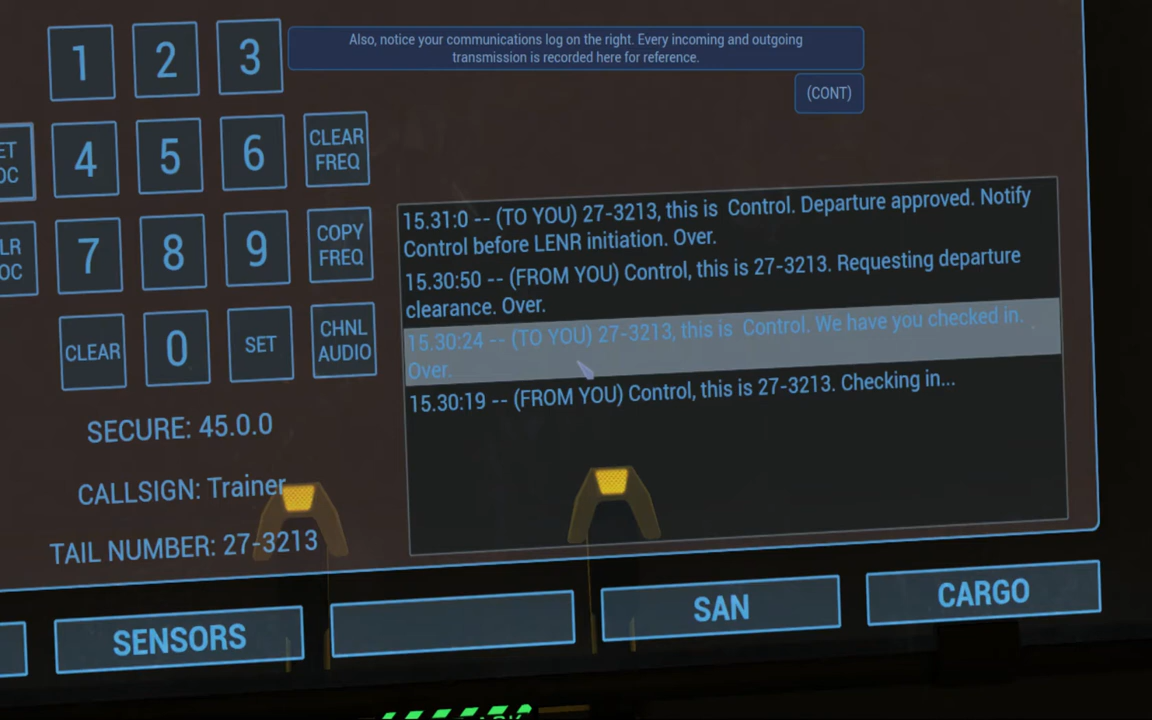 Also, notice your communications log on the right. Every incoming and outgoing
transmission is recorded here for reference.
(CONT)
1 2 3
4 5 6 CLEAR FREQ
7 8 9 COPY FREQ
CLEAR 0 SET CHNL AUDIO
SECURE: 45.0.0
CALLSIGN: Trainer
TAIL NUMBER: 27-3213
15.31:0 -- (TO YOU) 27-3213, this is Control. Departure approved. Notify
Control before LENR initiation. Over.
15.30:50 -- (FROM YOU) Control, this is 27-3213. Requesting departure
clearance. Over.
15.30:24 -- (TO YOU) 27-3213, this is Control. We have you checked in.
Over.
15.30:19 -- (FROM YOU) Control, this is 27-3213. Checking in...
SENSORS
SAN
CARGO